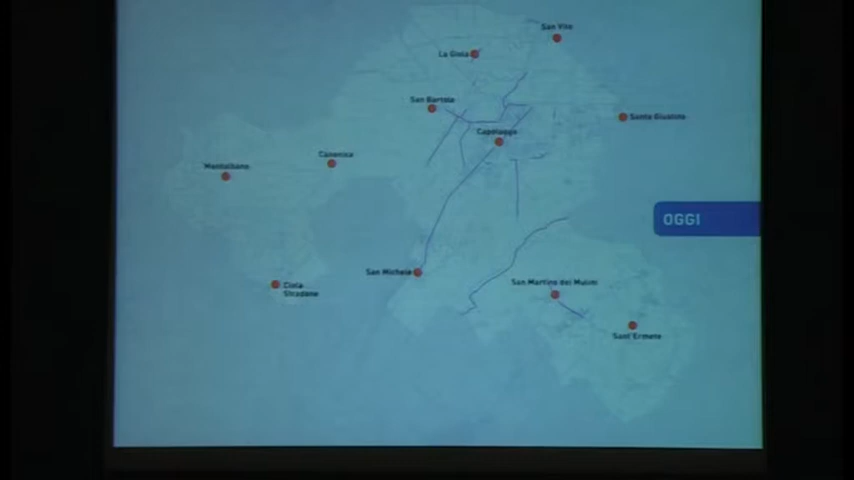 San Vito
La Gioia
San Bartolo
Santa Giustina
Capoluogo
Canonica
Montalbano
OGGI
San Michele
San Martino dei Mulini
Ciola
Stradone
Sant'Ermete